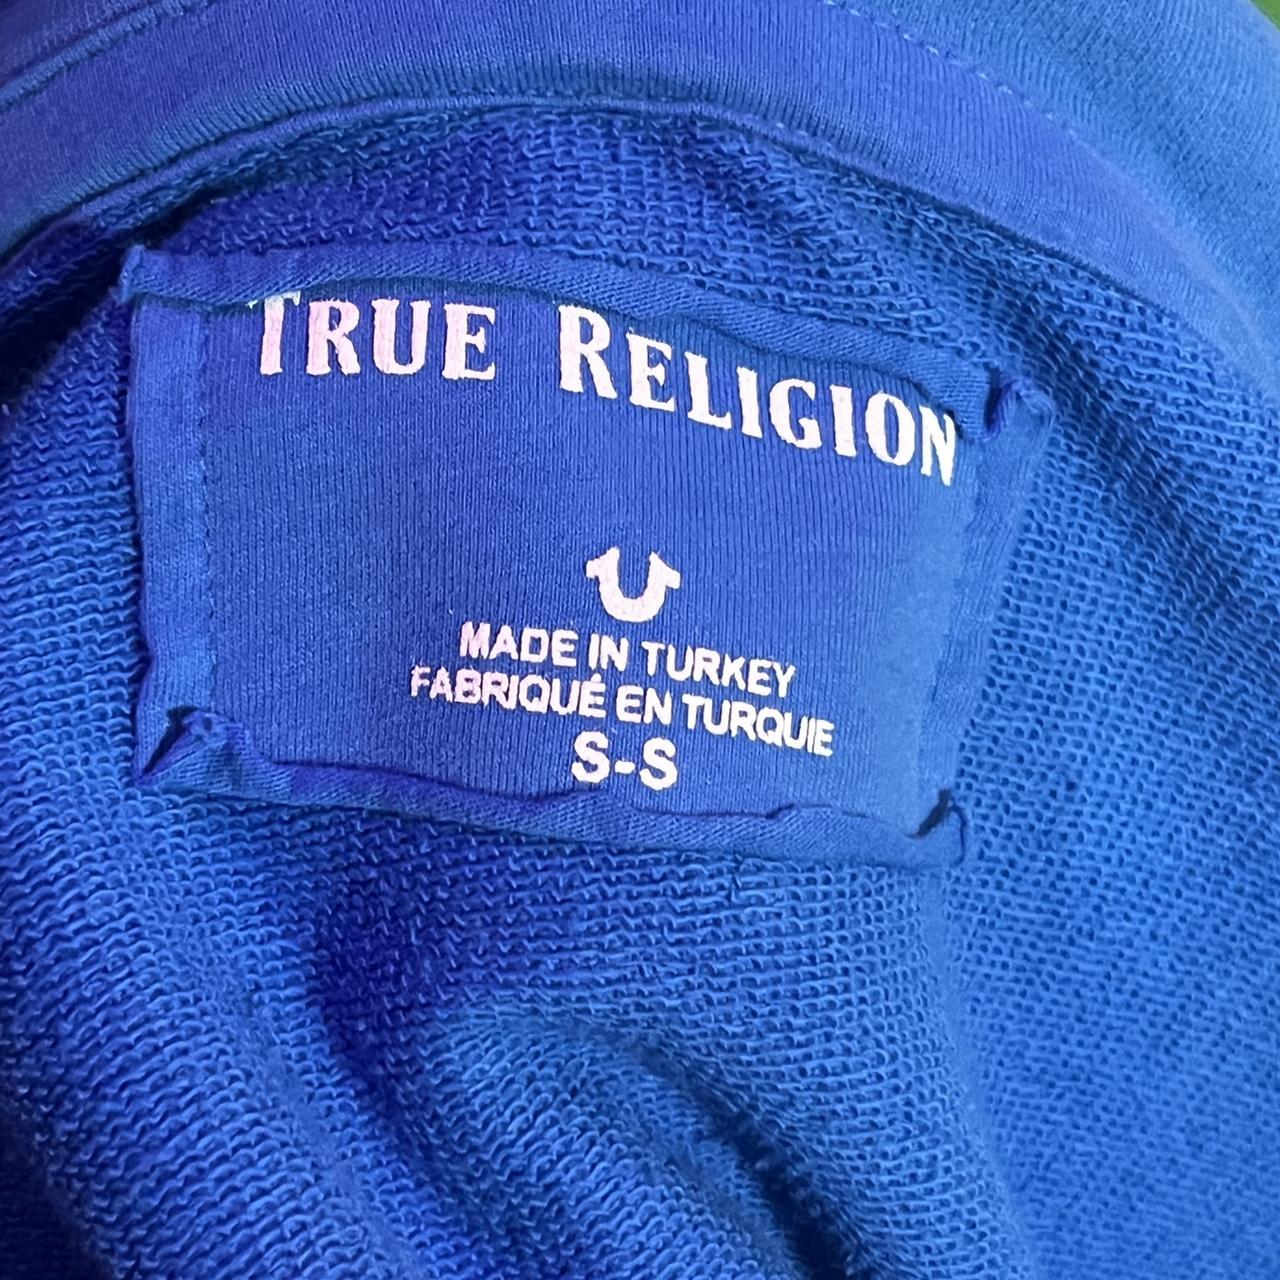 TRUE RELIGION
MADE IN TURKEY
FABRIQUÉ EN TURQUIE
S-S